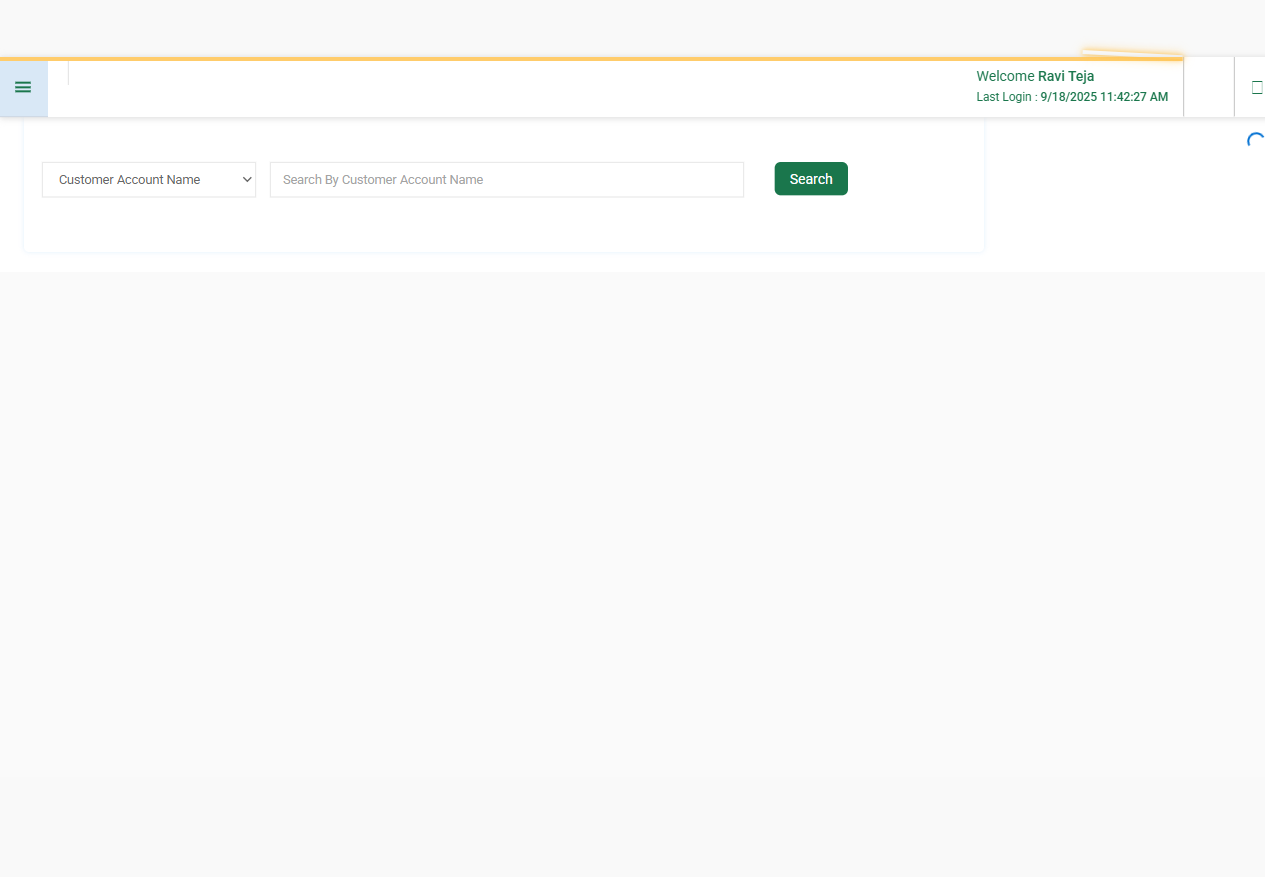 Welcome Ravi Teja
Last Login : 9/18/2025 11:42:27 AM
Customer Account Name
Search By Customer Account Name
Search